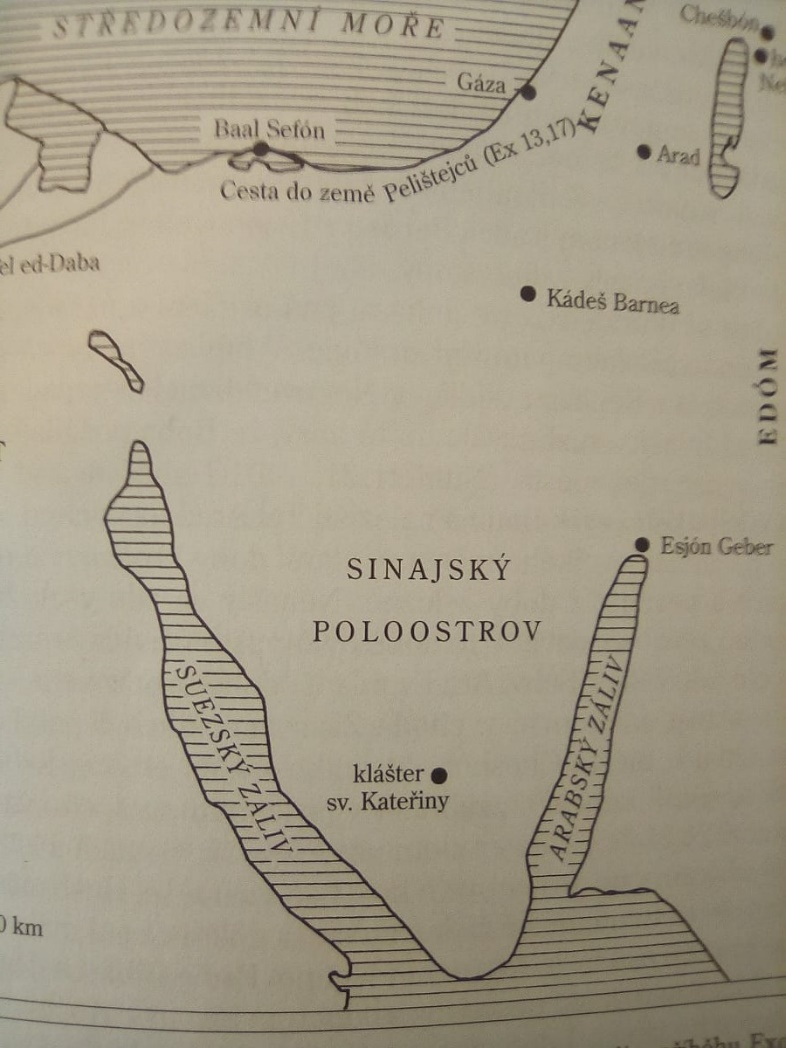 STŘEDOZEMNÍ MOŘE
Chešbón
KENAAN
Gáza
Baal Sefón
Arad
Cesta do země Pelištejců (Ex 13,17)
el ed-Daba
Kádeš Barnea
EDÓM
Esjón Geber
SINAJSKÝ
POLOOSTROV
SUEZSKÝ ZÁLIV
ARABSKÝ ZÁLIV
klášter
sv. Kateřiny
0 km